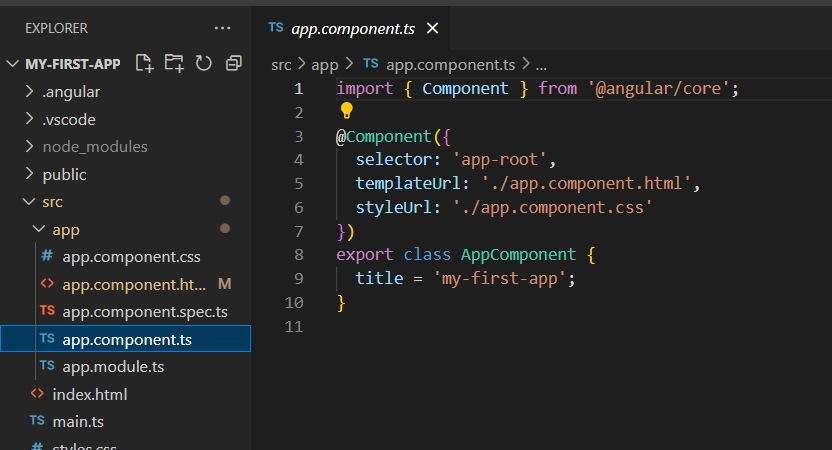 EXPLORER
...
MY-FIRST-APP
.angular
.vscode
node_modules
public
src
app
# app.component.css
<> app.component.ht... M
TS app.component.spec.ts
TS app.component.ts
TS app.module.ts
<> index.html
TS main.ts
# styles.css
TS app.component.ts ×
src > app > TS app.component.ts > ...
1 import { Component } from '@angular/core';
2
3 @Component({
4 selector: 'app-root',
5 templateUrl: './app.component.html',
6 styleUrl: './app.component.css'
7 })
8 export class AppComponent {
9 title = 'my-first-app';
10 }
11